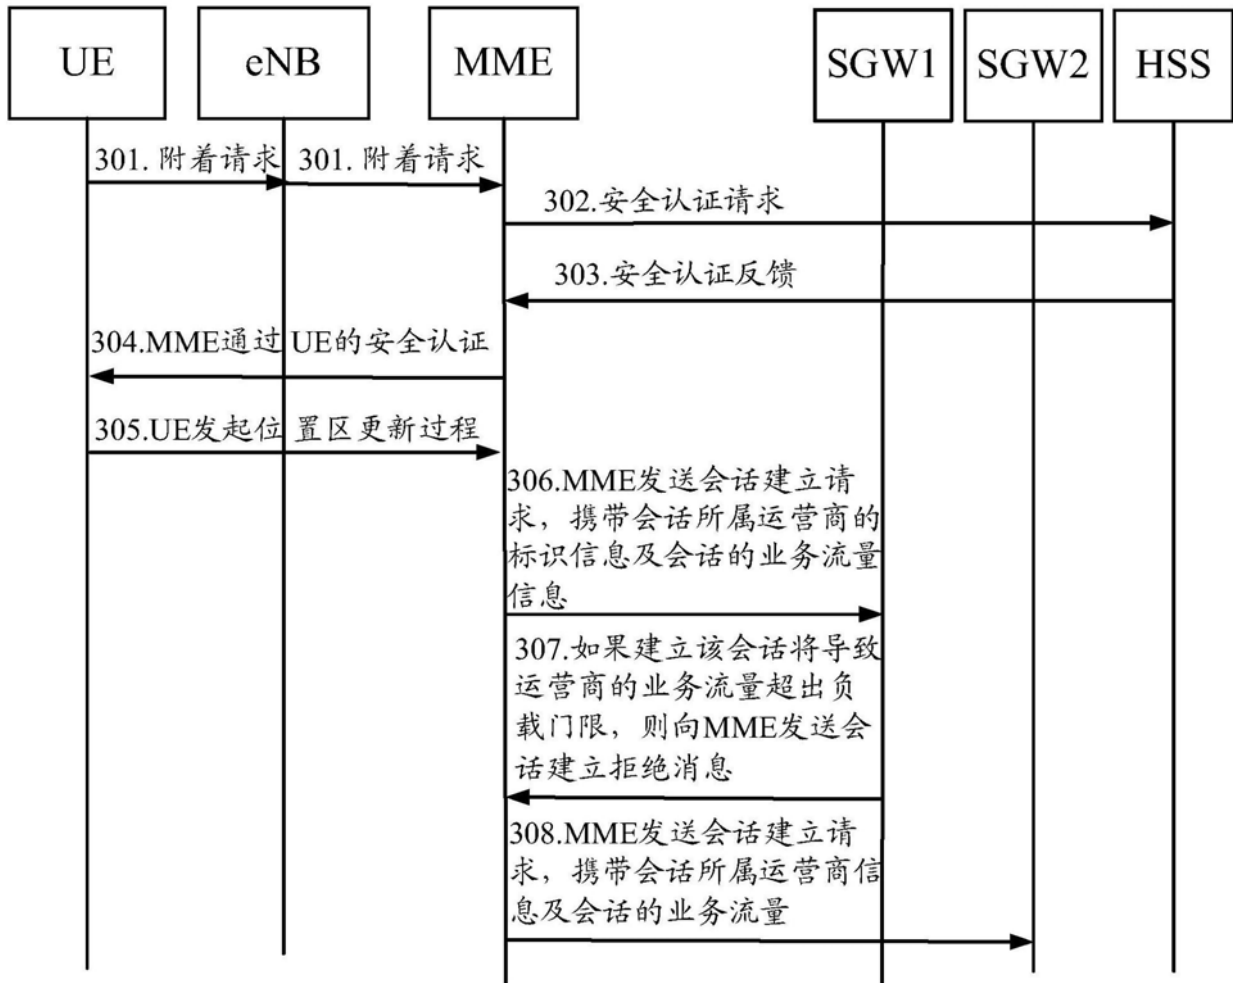 UE
eNB
MME
SGW1
SGW2
HSS
301. 附着请求
301. 附着请求
302.安全认证请求
303.安全认证反馈
304.MME通过 UE的安全认证
305.UE发起位 置区更新过程
306.MME发送会话建立请
求，携带会话所属运营商的
标识信息及会话的业务流量
信息
307.如果建立该会话将导致
运营商的业务流量超出负
载门限，则向MME发送会
话建立拒绝消息
308.MME发送会话建立请
求，携带会话所属运营商信
息及会话的业务流量